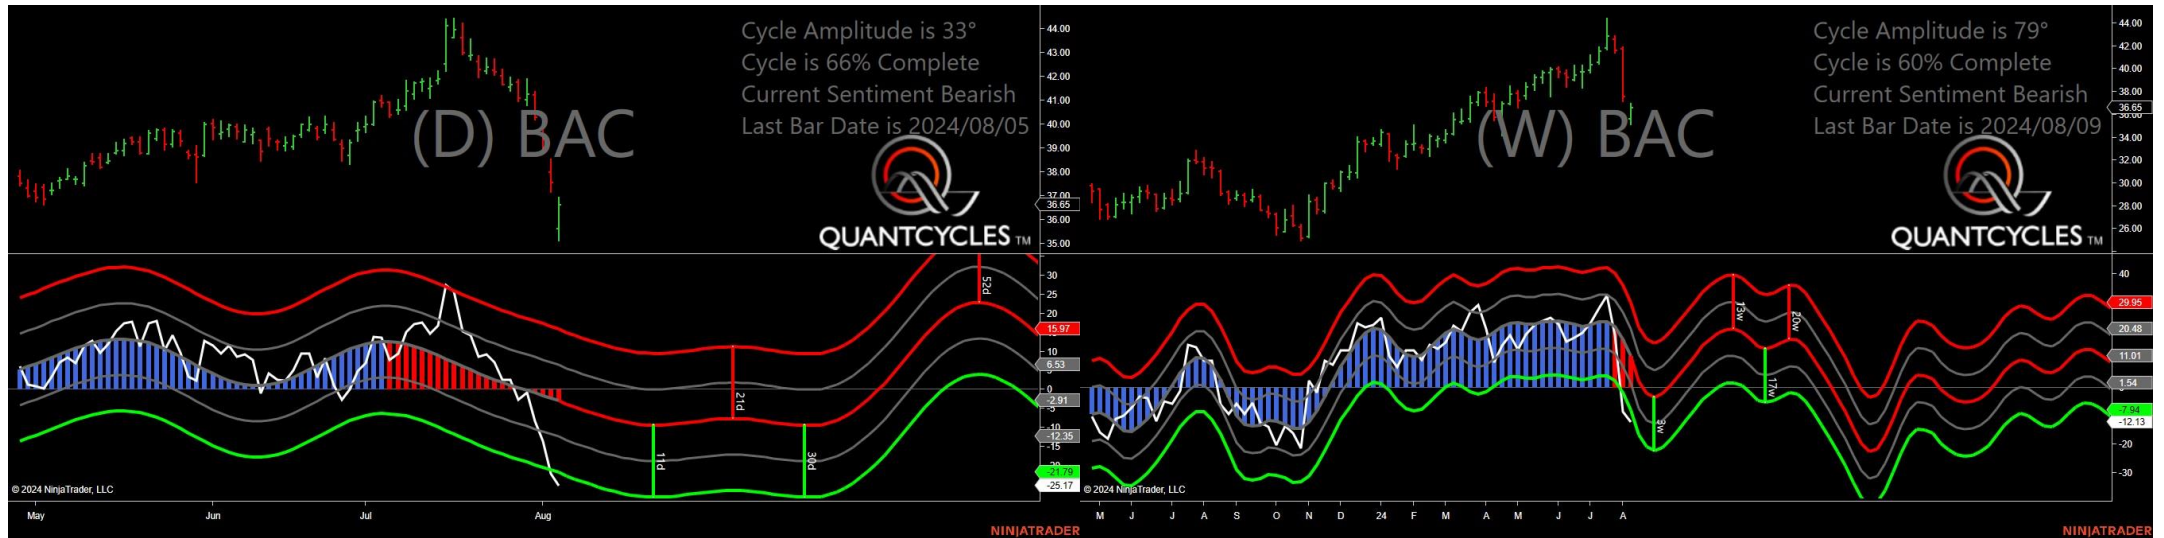 Cycle Amplitude is 33°
Cycle is 66% Complete
Current Sentiment Bearish
Last Bar Date is 2024/08/05
(D) BAC
QUANTCYCLES TM
44.00
43.00
42.00
41.00
40.00
39.00
38.00
37.00
36.65
36.00
35.00
52d
21d
11d
30d
30
25
20
15.97
10
6.53
0
-2.91
-5
-10
-12.35
-15
-21.79
-25.17
© 2024 NinjaTrader, LLC
May Jun Jul Aug
NINJATRADER
Cycle Amplitude is 79°
Cycle is 60% Complete
Current Sentiment Bearish
Last Bar Date is 2024/08/09
(W) BAC
QUANTCYCLES TM
44.00
42.00
40.00
38.00
36.65
36.00
34.00
32.00
30.00
28.00
26.00
13w
20w
17w
40
29.95
20.48
11.01
1.54
-7.94
-12.13
-20
-30
© 2024 NinjaTrader, LLC
M J J A S O N D 24 F M A M J J A
NINJATRADER